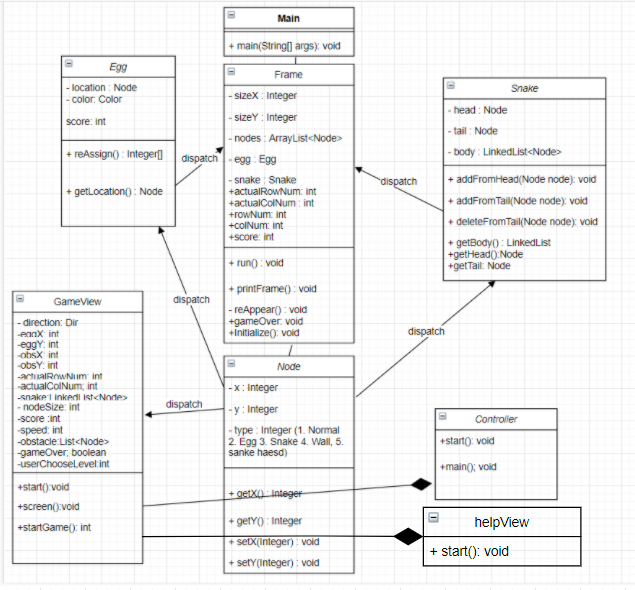 Main
+ main(String[] args): void
Egg
- location : Node
- color: Color
score: int
+ reAssign() : Integer[]
+ getLocation() : Node
dispatch
Frame
- sizeX : Integer
- sizeY : Integer
- nodes : ArrayList<Node>
- egg : Egg
- snake : Snake
+actualRowNum: int
+actualColNum : int
+rowNum: int
+colNum: int
+score: int
+ run() : void
+ printFrame() : void
- reAppear() : void
+gameOver: void
+Initialize(): void
dispatch
Snake
- head : Node
- tail : Node
- body : LinkedList<Node>
+ addFromHead(Node node): void
+ addFromTail(Node node): void
+ deleteFromTail(Node node): void
+ getBody() : LinkedList
+getHead():Node
+getTail: Node
dispatch
dispatch
GameView
- direction: Dir
-eggX: int
-eggY: int
-obsX: int
-obsY: int
-actualRowNum: int
-actualColNum: int
-snake:LinkedList<Node>
- nodeSize: int
-score :int
-speed: int
-obstacle:List<Node>
-gameOver; boolean
-userChooseLevel:int
+start():void
+screen():void
+startGame(): int
dispatch
Node
- x : Integer
- y : Integer
- type : Integer (1. Normal
2. Egg 3. Snake 4. Wall, 5.
sanke haesd)
+ getX() : Integer
+ getY() : Integer
+ setX(Integer) : void
+ setY(Integer) : void
Controller
+start(): void
+main(); void
helpView
+ start(): void